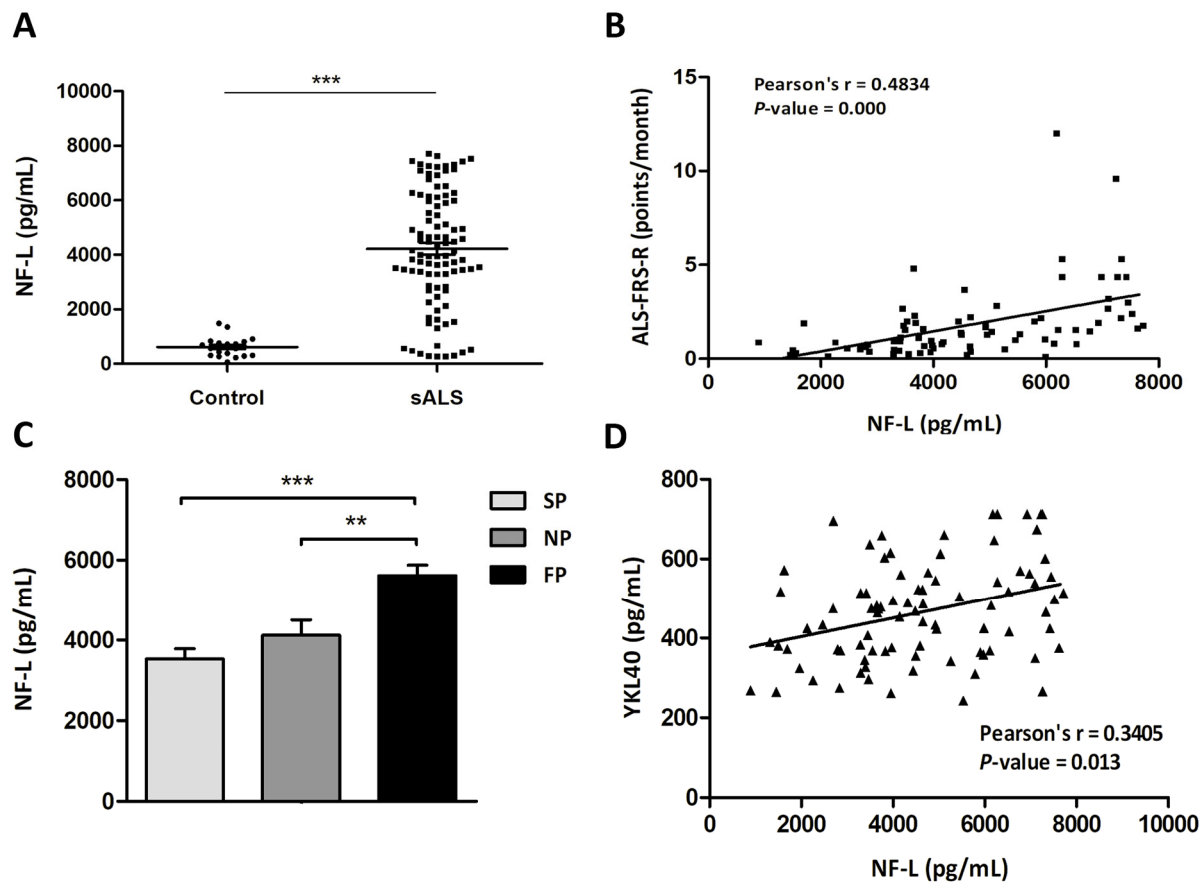 A
***
10000
8000
6000
4000
2000
0
NF-L (pg/mL)
Control
sALS
B
Pearson's r = 0.4834
P-value = 0.000
15
10
5
0
ALS-FRS-R (points/month)
0
2000
4000
6000
8000
NF-L (pg/mL)
C
***
**
8000
6000
4000
2000
0
NF-L (pg/mL)
SP
NP
FP
D
800
600
400
200
0
YKL40 (pg/mL)
Pearson's r = 0.3405
P-value = 0.013
0
2000
4000
6000
8000
10000
NF-L (pg/mL)